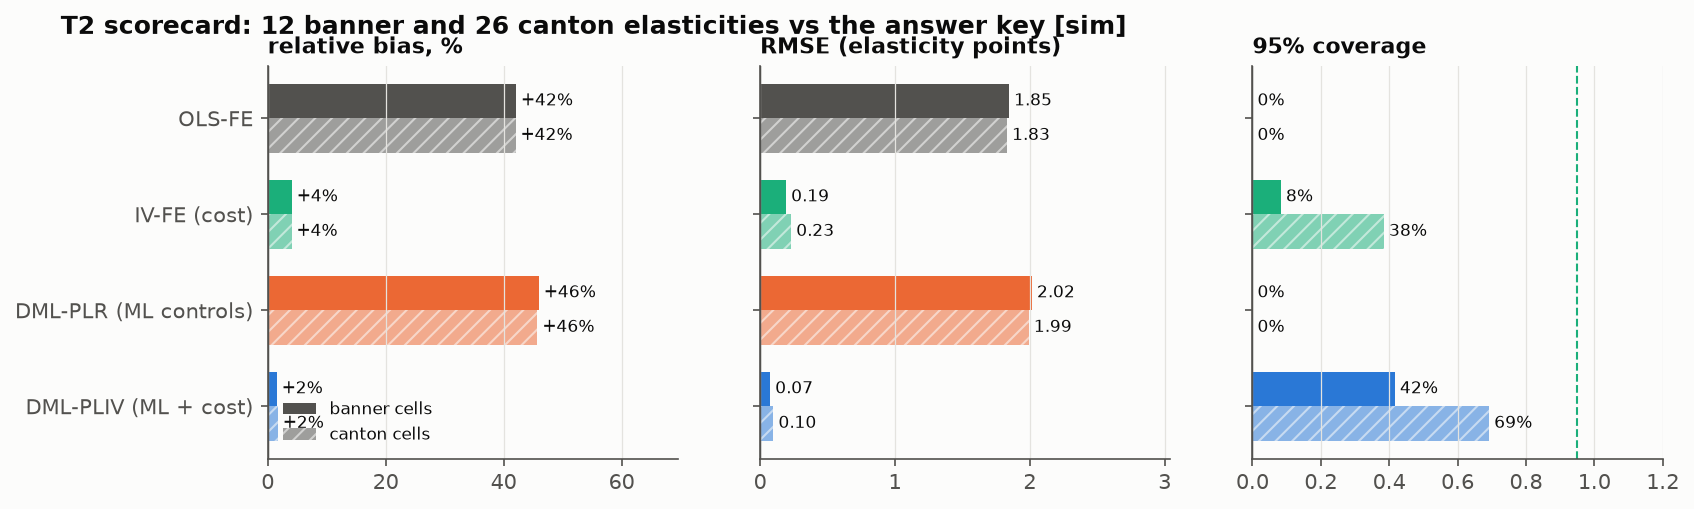 T2 scorecard: 12 banner and 26 canton elasticities vs the answer key [sim]
relative bias, %
RMSE (elasticity points)
95% coverage
OLS-FE
+42%
+42%
1.85
1.83
0%
0%
IV-FE (cost)
+4%
+4%
0.19
0.23
8%
38%
DML-PLR (ML controls)
+46%
+46%
2.02
1.99
0%
0%
DML-PLIV (ML + cost)
+2%
+2%
0.07
0.10
42%
69%
banner cells
canton cells
0 20 40 60
0 1 2 3
0.0 0.2 0.4 0.6 0.8 1.0 1.2